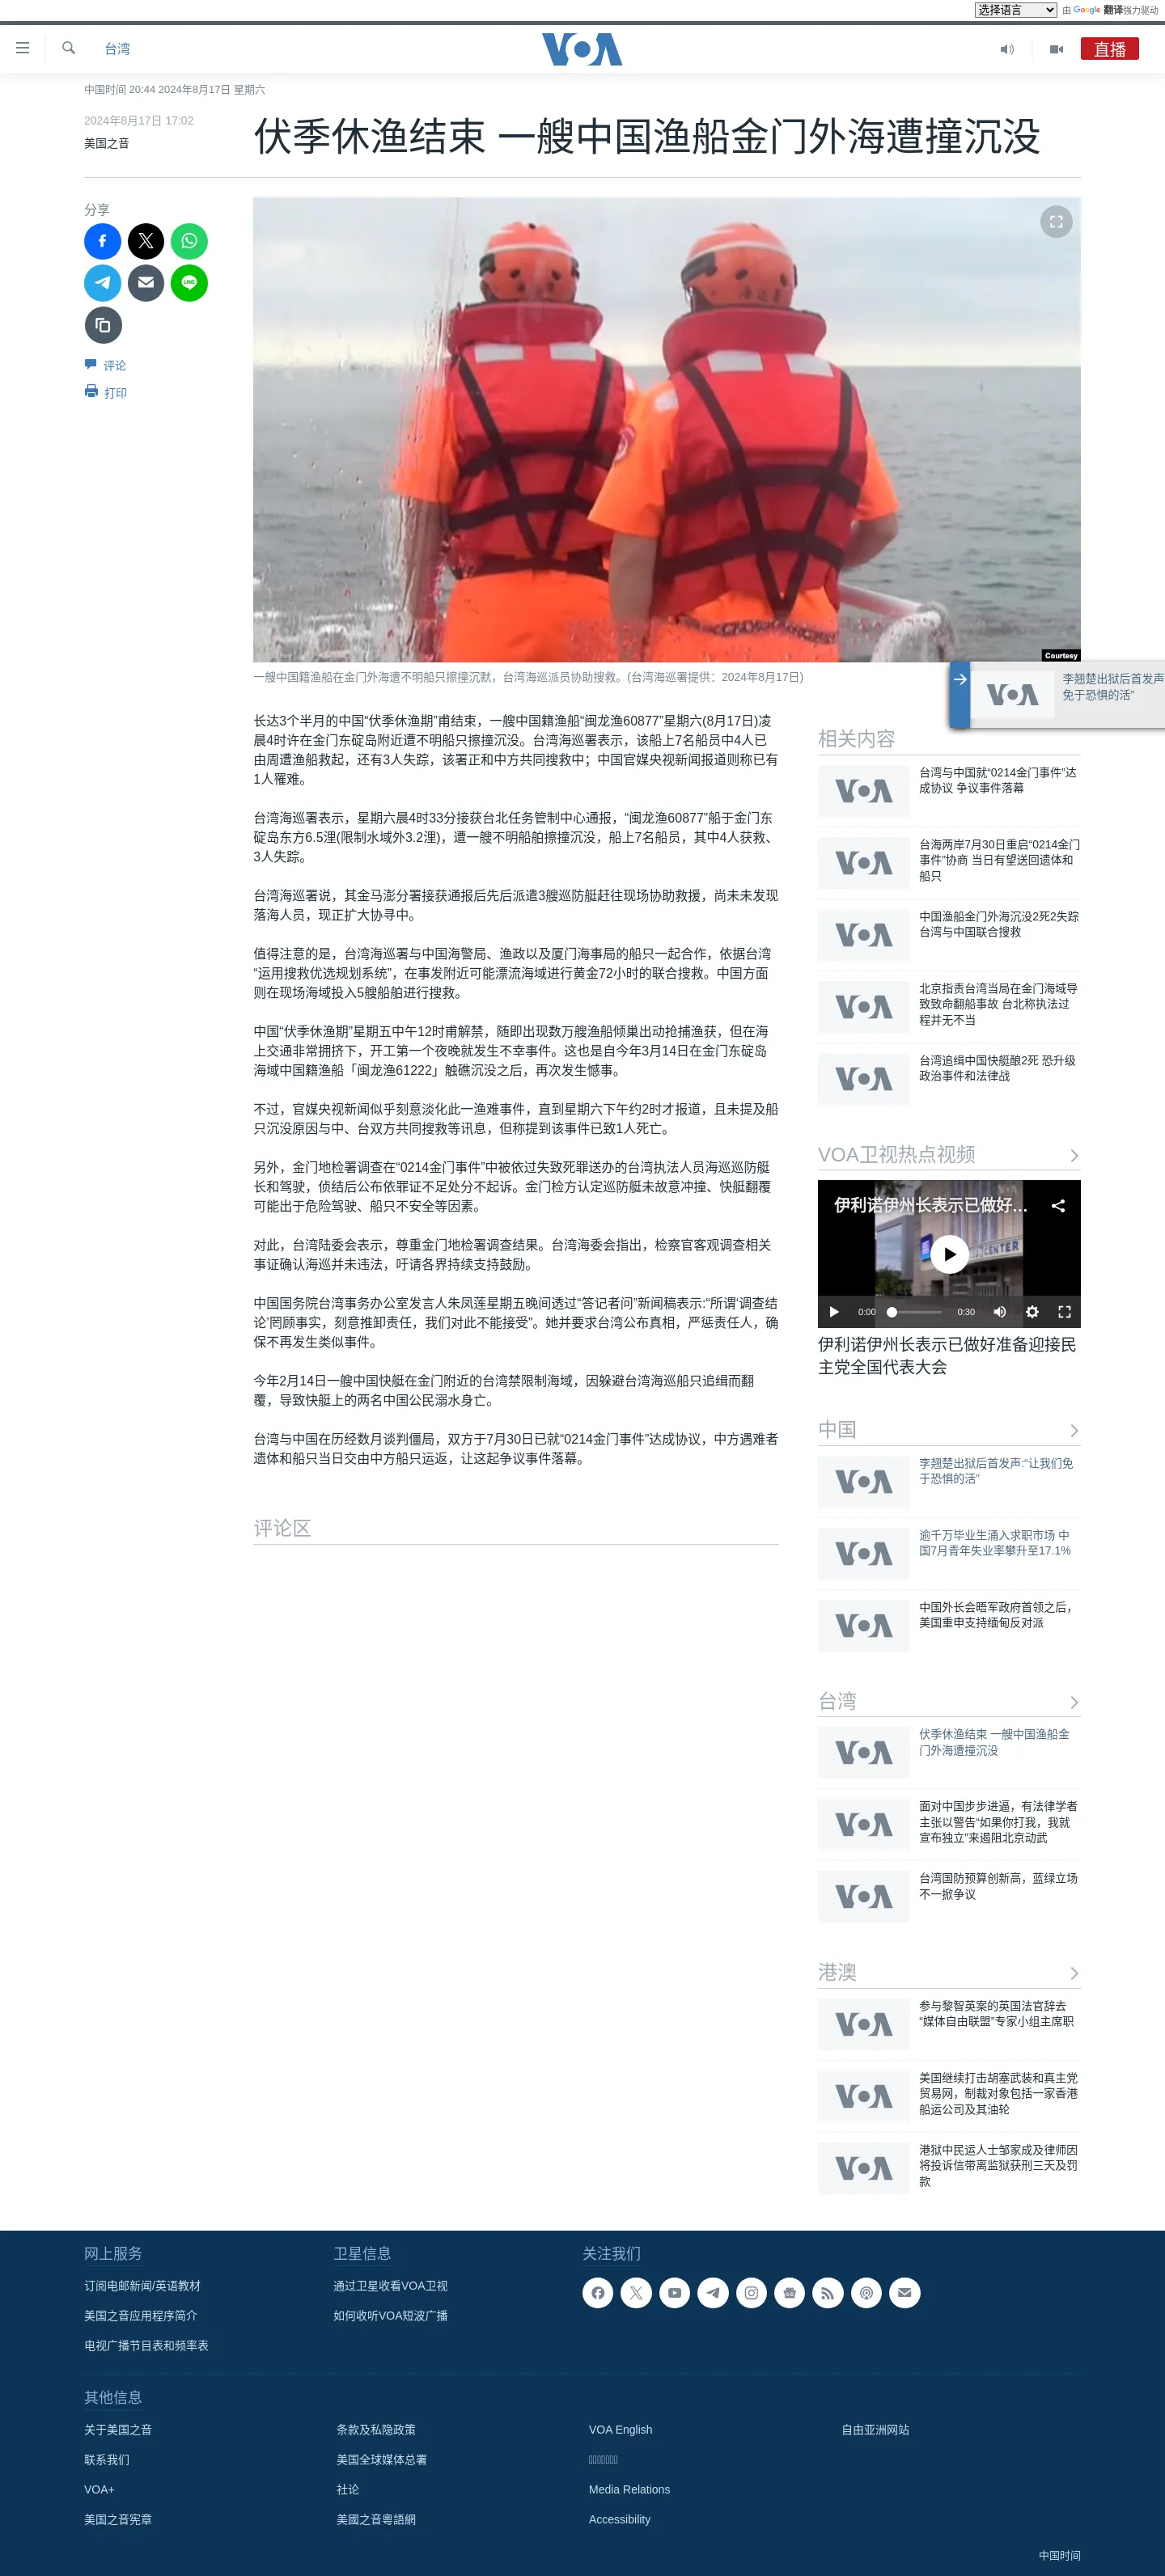 选择语言
由 Google 翻译强力驱动
台湾
VOA
直播
中国时间 20:44 2024年8月17日 星期六
2024年8月17日 17:02
美国之音
伏季休渔结束 一艘中国渔船金门外海遭撞沉没
分享
评论
打印
Courtesy
一艘中国籍渔船在金门外海遭不明船只擦撞沉默，台湾海巡派员协助搜救。(台湾海巡署提供：2024年8月17日)
李翘楚出狱后首发声
免于恐惧的活”
长达3个半月的中国“伏季休渔期”甫结束，一艘中国籍渔船“闽龙渔60877”星期六(8月17日)凌
晨4时许在金门东碇岛附近遭不明船只擦撞沉没。台湾海巡署表示，该船上7名船员中4人已
由周遭渔船救起，还有3人失踪，该署正和中方共同搜救中；中国官媒央视新闻报道则称已有
1人罹难。
台湾海巡署表示，星期六晨4时33分接获台北任务管制中心通报，“闽龙渔60877”船于金门东
碇岛东方6.5浬(限制水域外3.2浬)，遭一艘不明船舶擦撞沉没，船上7名船员，其中4人获救、
3人失踪。
台湾海巡署说，其金马澎分署接获通报后先后派遣3艘巡防艇赶往现场协助救援，尚未未发现
落海人员，现正扩大协寻中。
值得注意的是，台湾海巡署与中国海警局、渔政以及厦门海事局的船只一起合作，依据台湾
“运用搜救优选规划系统”，在事发附近可能漂流海域进行黄金72小时的联合搜救。中国方面
则在现场海域投入5艘船舶进行搜救。
中国“伏季休渔期”星期五中午12时甫解禁，随即出现数万艘渔船倾巢出动抢捕渔获，但在海
上交通非常拥挤下，开工第一个夜晚就发生不幸事件。这也是自今年3月14日在金门东碇岛
海域中国籍渔船「闽龙渔61222」触礁沉没之后，再次发生憾事。
不过，官媒央视新闻似乎刻意淡化此一渔难事件，直到星期六下午约2时才报道，且未提及船
只沉没原因与中、台双方共同搜救等讯息，但称提到该事件已致1人死亡。
另外，金门地检署调查在“0214金门事件”中被依过失致死罪送办的台湾执法人员海巡巡防艇
长和驾驶，侦结后公布依罪证不足处分不起诉。金门检方认定巡防艇未故意冲撞、快艇翻覆
可能出于危险驾驶、船只不安全等因素。
对此，台湾陆委会表示，尊重金门地检署调查结果。台湾海委会指出，检察官客观调查相关
事证确认海巡并未违法，吁请各界持续支持鼓励。
中国国务院台湾事务办公室发言人朱凤莲星期五晚间透过“答记者问”新闻稿表示:“所谓‘调查结
论’罔顾事实，刻意推卸责任，我们对此不能接受”。她并要求台湾公布真相，严惩责任人，确
保不再发生类似事件。
今年2月14日一艘中国快艇在金门附近的台湾禁限制海域，因躲避台湾海巡船只追缉而翻
覆，导致快艇上的两名中国公民溺水身亡。
台湾与中国在历经数月谈判僵局，双方于7月30日已就“0214金门事件”达成协议，中方遇难者
遗体和船只当日交由中方船只运返，让这起争议事件落幕。
评论区
相关内容
VOA
台湾与中国就“0214金门事件”达
成协议 争议事件落幕
VOA
台海两岸7月30日重启“0214金门
事件”协商 当日有望送回遗体和
船只
VOA
中国渔船金门外海沉没2死2失踪
台湾与中国联合搜救
VOA
北京指责台湾当局在金门海域导
致致命翻船事故 台北称执法过
程并无不当
VOA
台湾追缉中国快艇酿2死 恐升级
政治事件和法律战
VOA卫视热点视频
伊利诺伊州长表示已做好...
CENTER
0:00
0:30
伊利诺伊州长表示已做好准备迎接民
主党全国代表大会
中国
VOA
李翘楚出狱后首发声:“让我们免
于恐惧的活”
VOA
逾千万毕业生涌入求职市场 中
国7月青年失业率攀升至17.1%
VOA
中国外长会晤军政府首领之后，
美国重申支持缅甸反对派
台湾
VOA
伏季休渔结束 一艘中国渔船金
门外海遭撞沉没
VOA
面对中国步步进逼，有法律学者
主张以警告“如果你打我，我就
宣布独立”来遏阻北京动武
VOA
台湾国防预算创新高，蓝绿立场
不一掀争议
港澳
VOA
参与黎智英案的英国法官辞去
“媒体自由联盟”专家小组主席职
VOA
美国继续打击胡塞武装和真主党
贸易网，制裁对象包括一家香港
船运公司及其油轮
VOA
港狱中民运人士邹家成及律师因
将投诉信带离监狱获刑三天及罚
款
网上服务
订阅电邮新闻/英语教材
美国之音应用程序简介
电视广播节目表和频率表
卫星信息
通过卫星收看VOA卫视
如何收听VOA短波广播
关注我们
其他信息
关于美国之音
联系我们
VOA+
美国之音宪章
条款及私隐政策
美国全球媒体总署
社论
美國之音粵語網
VOA English
Media Relations
Accessibility
自由亚洲网站
中国时间